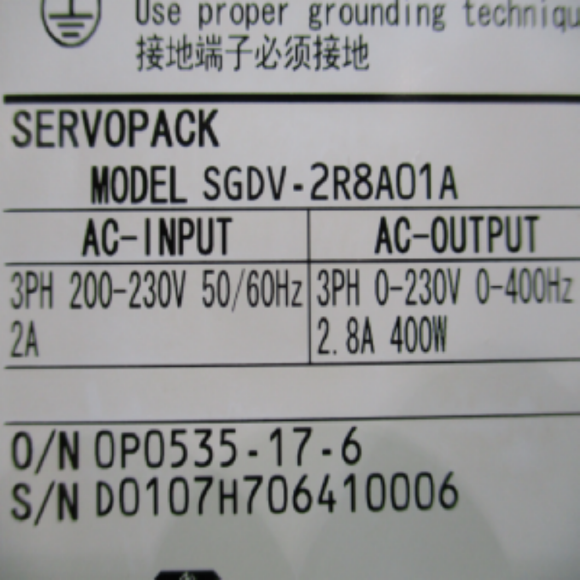 Use proper grounding techniqu
接地端子必须接地
SERVOPACK
MODEL SGDV-2R8A01A
AC-INPUT AC-OUTPUT
3PH 200-230V 50/60Hz 3PH 0-230V 0-400Hz
2A 2.8A 400W
O/N OP0535-17-6
S/N D0107H706410006